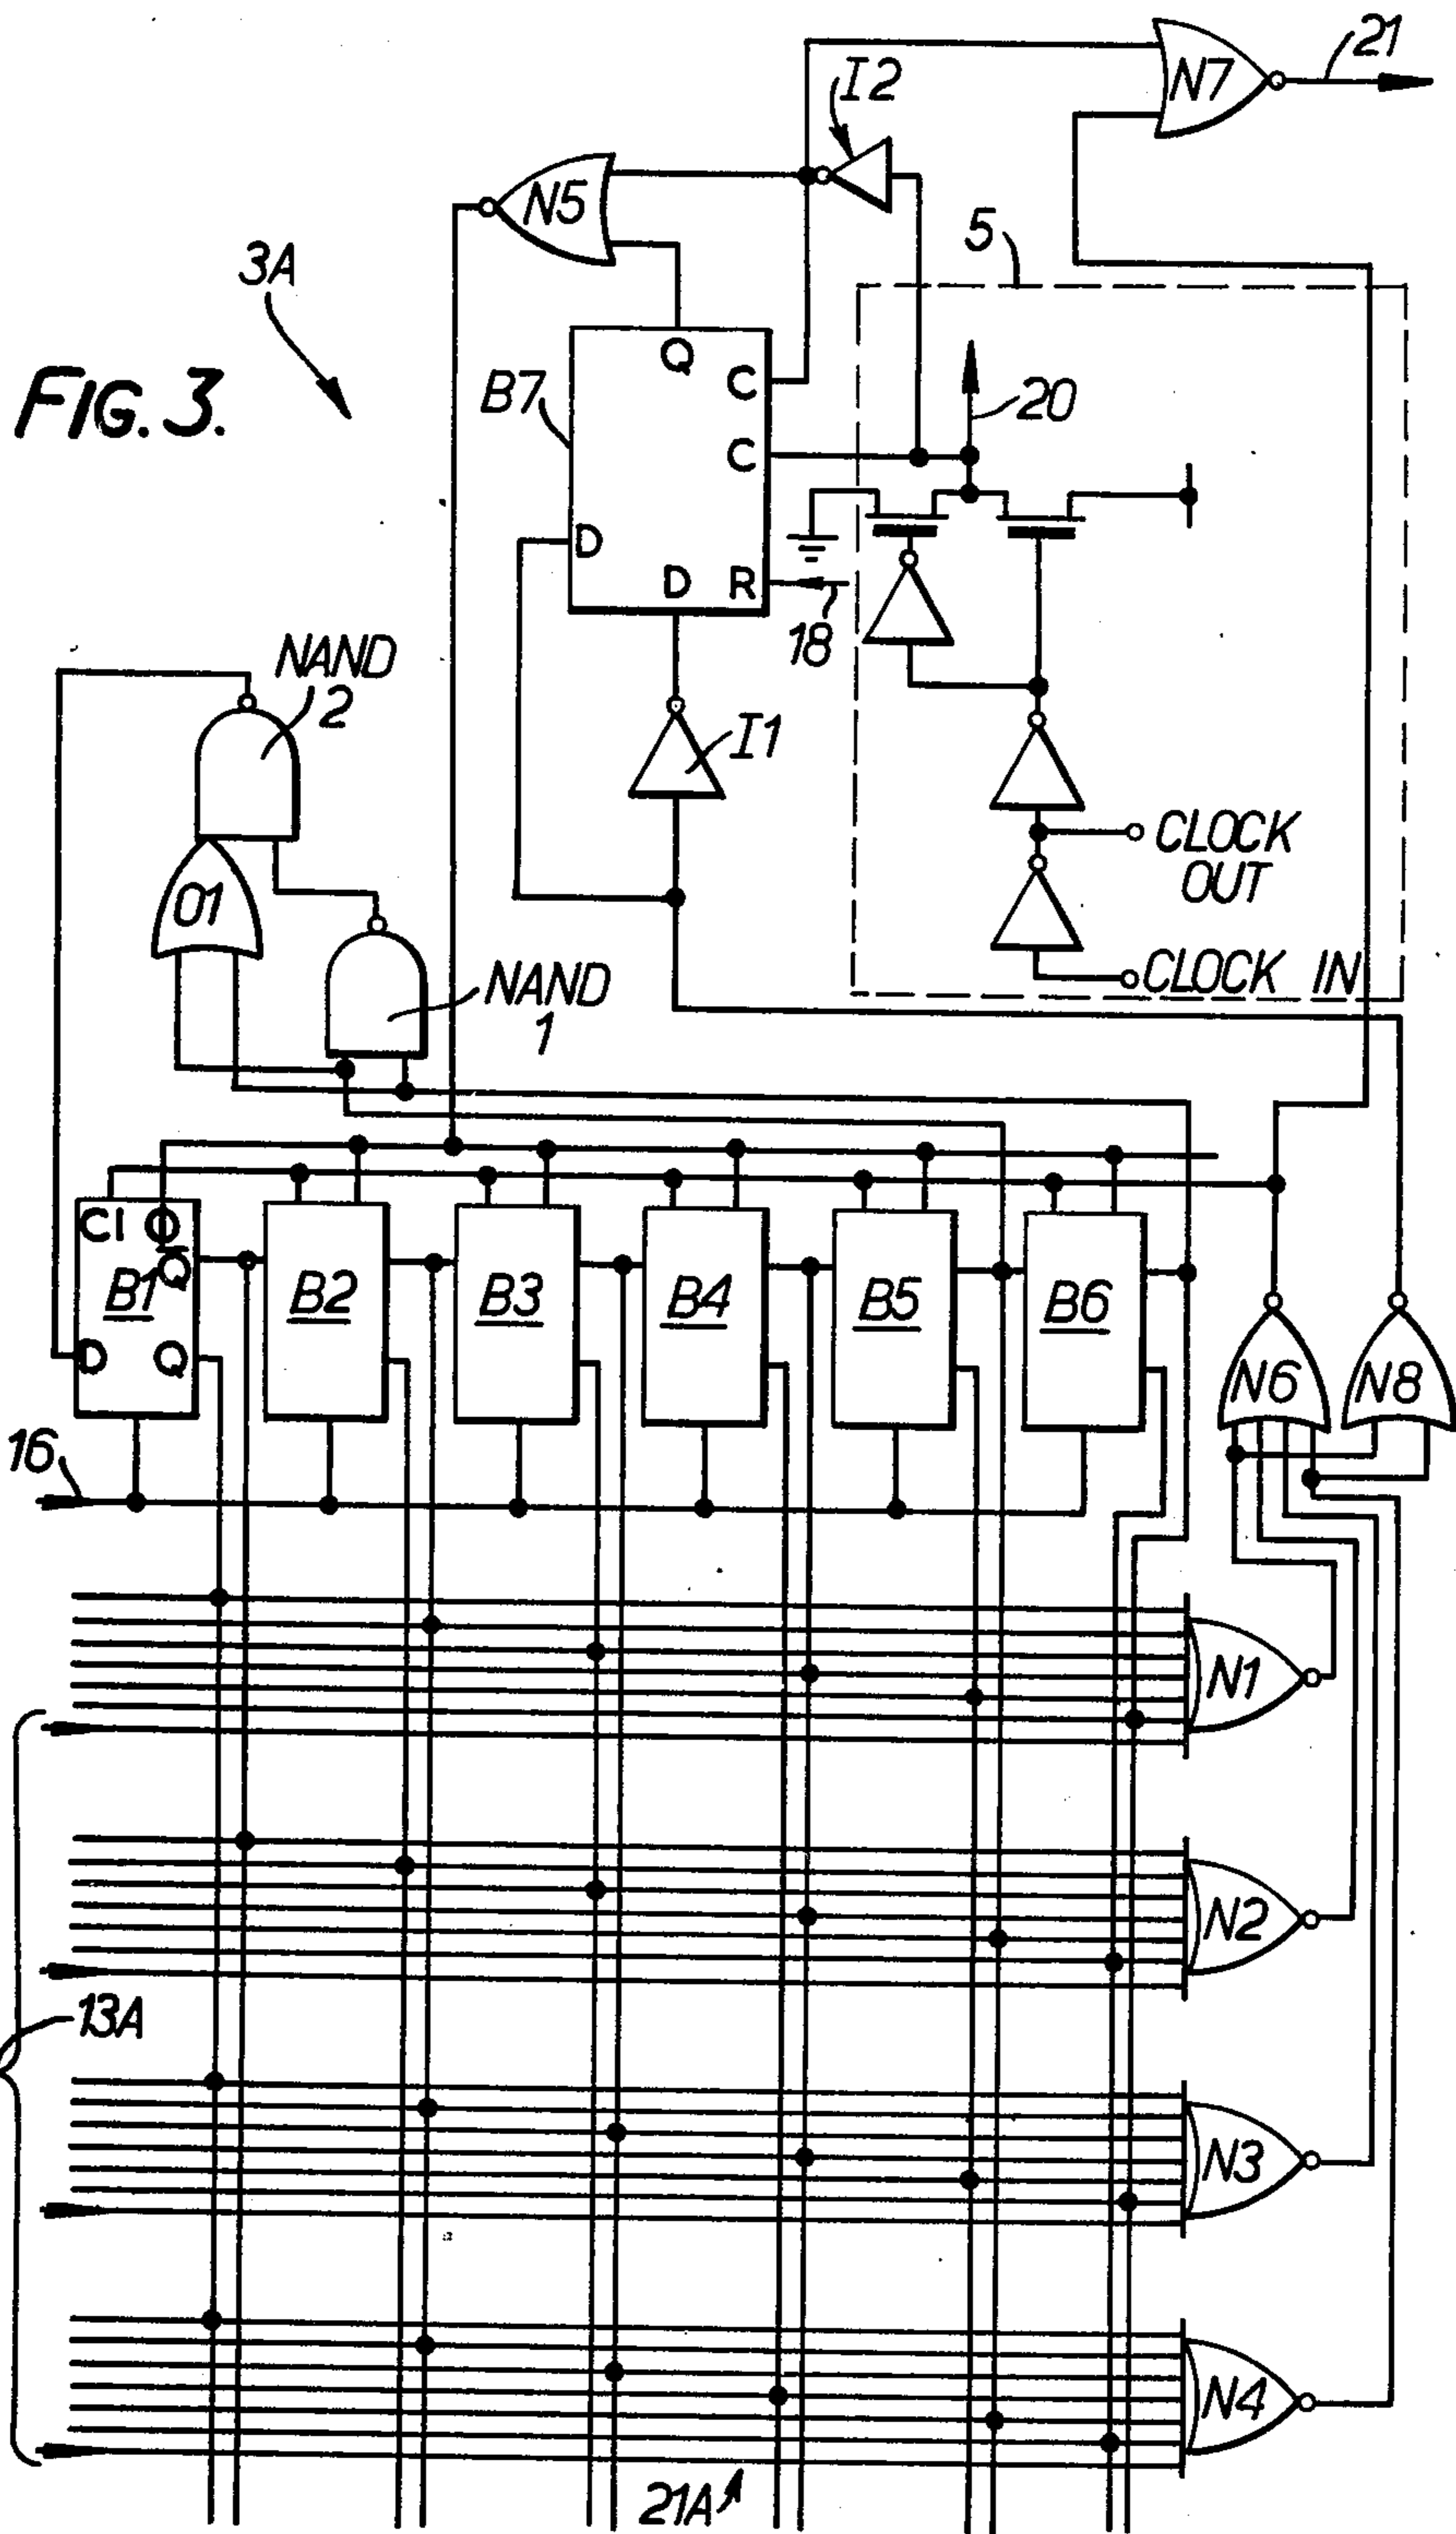 21
I2
N7
N5
5
3A
FIG. 3.
B7
Q
C
20
C
D
D
R
18
NAND
2
I1
CLOCK
OUT
O1
NAND
1
CLOCK IN
CI
Q
B1
D
Q
B2
B3
B4
B5
B6
N6
N8
16
N1
N2
13A
N3
N4
21A